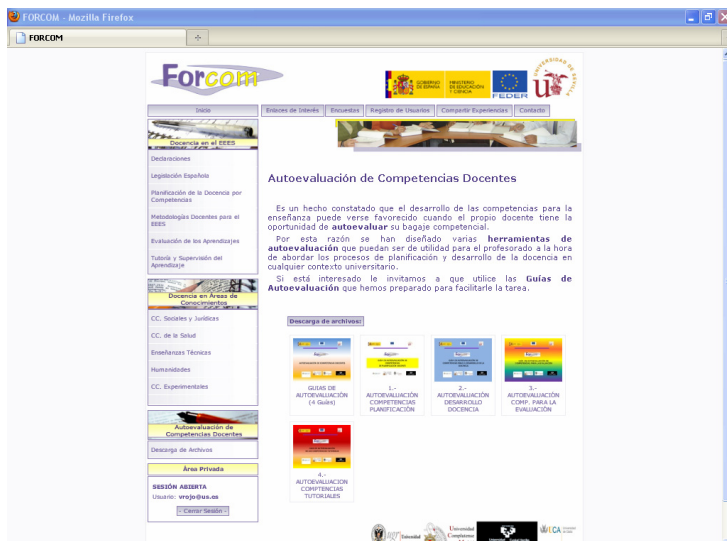 FORCOM - Mozilla Firefox
FORCOM
Forcom
GOBIERNO DE ESPAÑA
MINISTERIO DE EDUCACIÓN Y CIENCIA
FEDER
Inicio
Enlaces de Interés
Encuestas
Registro de Usuarios
Compartir Experiencias
Contacto
Docencia en el EEES
Declaraciones
Legislación Española
Planificación de la Docencia por
Competencias
Metodologías Docentes para el
EEES
Evaluación de los Aprendizajes
Tutoría y Supervisión del
Aprendizaje
Docencia en Áreas de
Conocimientos
CC. Sociales y Jurídicas
CC. de la Salud
Enseñanzas Técnicas
Humanidades
CC. Experimentales
Autoevaluación de
Competencias Docentes
Descarga de Archivos
Área Privada
SESIÓN ABIERTA
Usuario: vrojo@us.es
- Cerrar Sesión -
Autoevaluación de Competencias Docentes
Es un hecho constatado que el desarrollo de las competencias para la
enseñanza puede verse favorecido cuando el propio docente tiene la
oportunidad de autoevaluar su bagaje competencial.
Por esta razón se han diseñado varias herramientas de
autoevaluación que puedan ser de utilidad para el profesorado a la hora
de abordar los procesos de planificación y desarrollo de la docencia en
cualquier contexto universitario.
Si está interesado le invitamos a que utilice las Guías de
Autoevaluación que hemos preparado para facilitarle la tarea.
Descarga de archivos:
GUIAS DE
AUTOEVALUACIÓN
(4 Guías)
1.-
AUTOEVALUACIÓN
COMPETENCIAS
PLANIFICACIÓN
2.-
AUTOEVALUACIÓN
DESARROLLO
DOCENCIA
3.-
AUTOEVALUACIÓN
COMP. PARA LA
EVALUACIÓN
4.-
AUTOEVALUACION
COMPTENCIAS
TUTORIALES
Universidad
Complutense
UCA